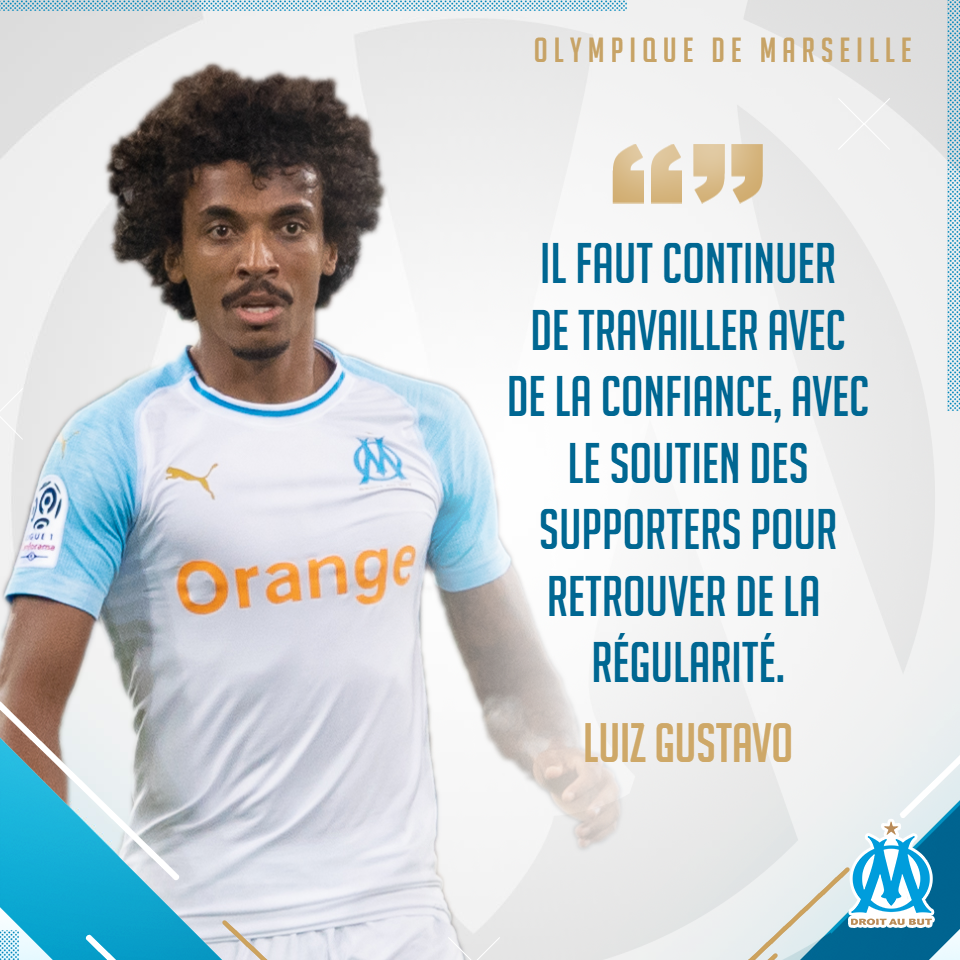 OLYMPIQUE DE MARSEILLE
IL FAUT CONTINUER
DE TRAVAILLER AVEC
DE LA CONFIANCE, AVEC
LE SOUTIEN DES
SUPPORTERS POUR
RETROUVER DE LA
RÉGULARITÉ.
LUIZ GUSTAVO
Orange
DROIT AU BUT